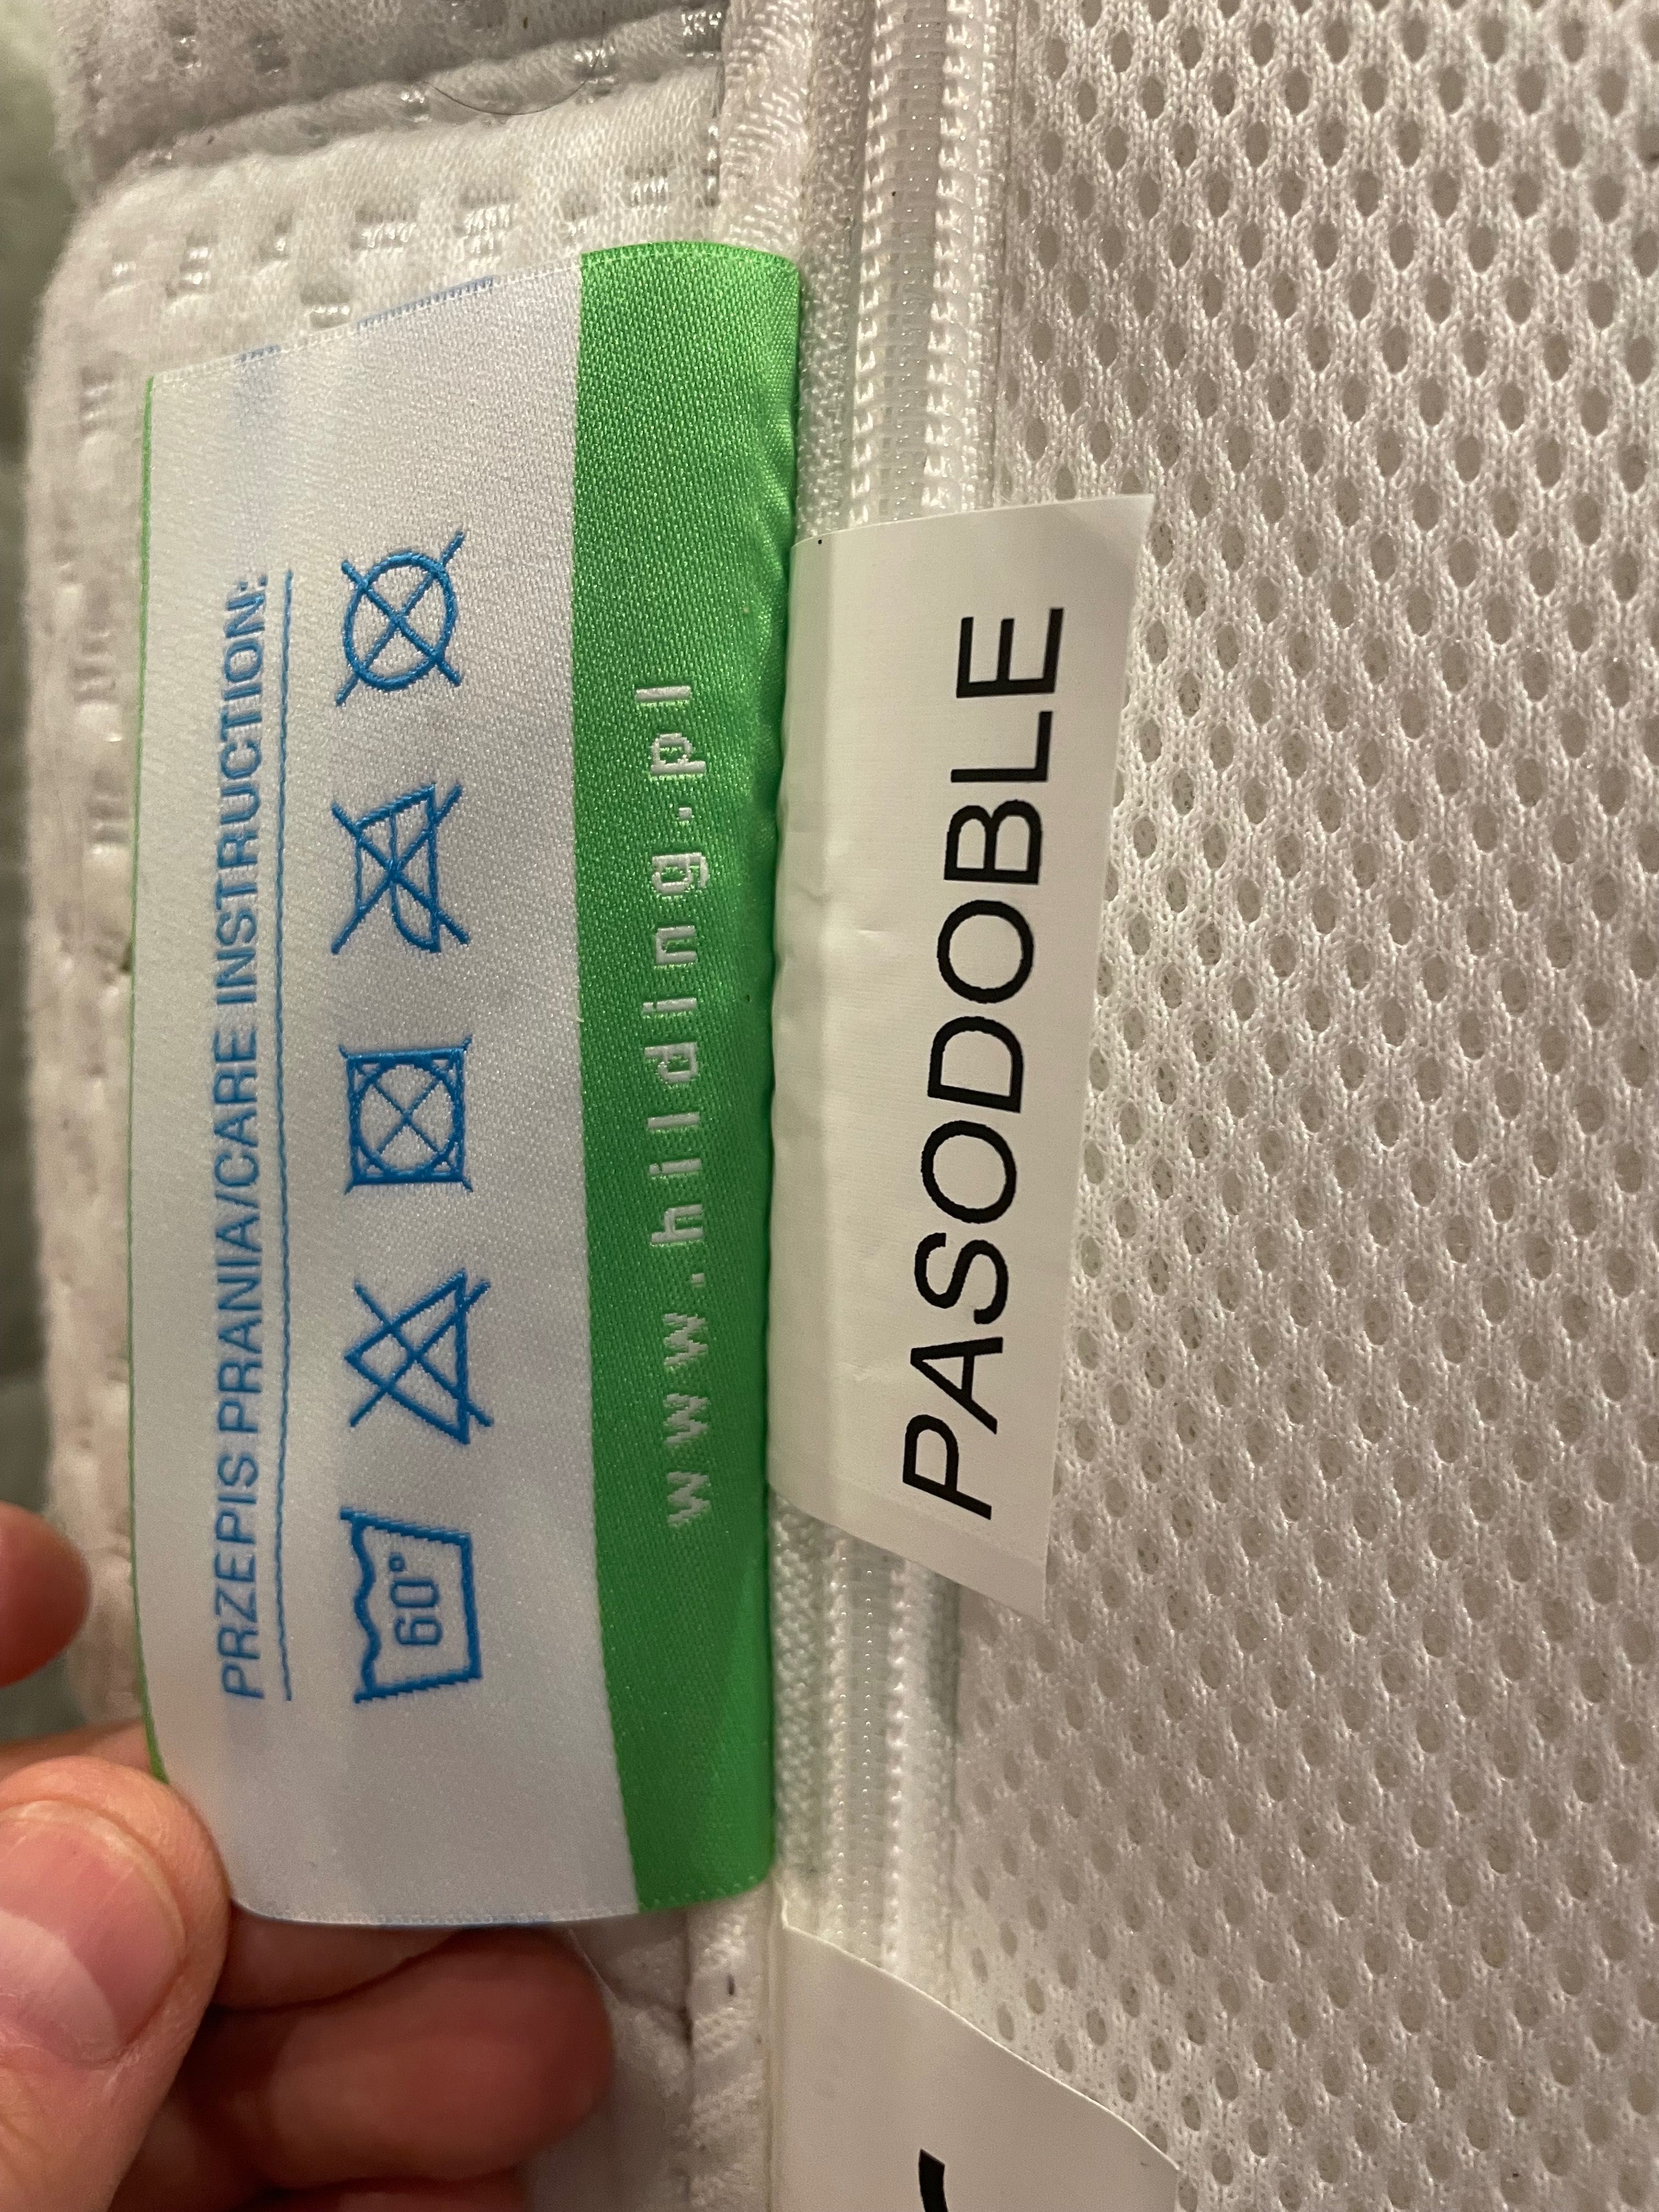 PRZEPIS PRANIA/CARE INSTRUCTION:
60°
www.hilding.pl
PASODOBLE